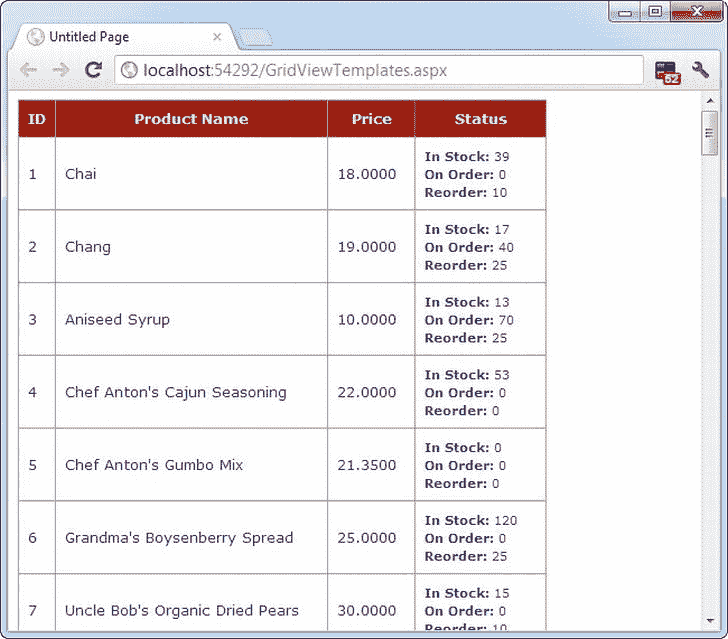 Untitled Page
localhost:54292/GridViewTemplates.aspx
52
ID Product Name Price Status
1 Chai 18.0000 In Stock: 39
On Order: 0
Reorder: 10
2 Chang 19.0000 In Stock: 17
On Order: 40
Reorder: 25
3 Aniseed Syrup 10.0000 In Stock: 13
On Order: 70
Reorder: 25
4 Chef Anton's Cajun Seasoning 22.0000 In Stock: 53
On Order: 0
Reorder: 0
5 Chef Anton's Gumbo Mix 21.3500 In Stock: 0
On Order: 0
Reorder: 0
6 Grandma's Boysenberry Spread 25.0000 In Stock: 120
On Order: 0
Reorder: 25
7 Uncle Bob's Organic Dried Pears 30.0000 In Stock: 15
On Order: 0
Reorder: 10